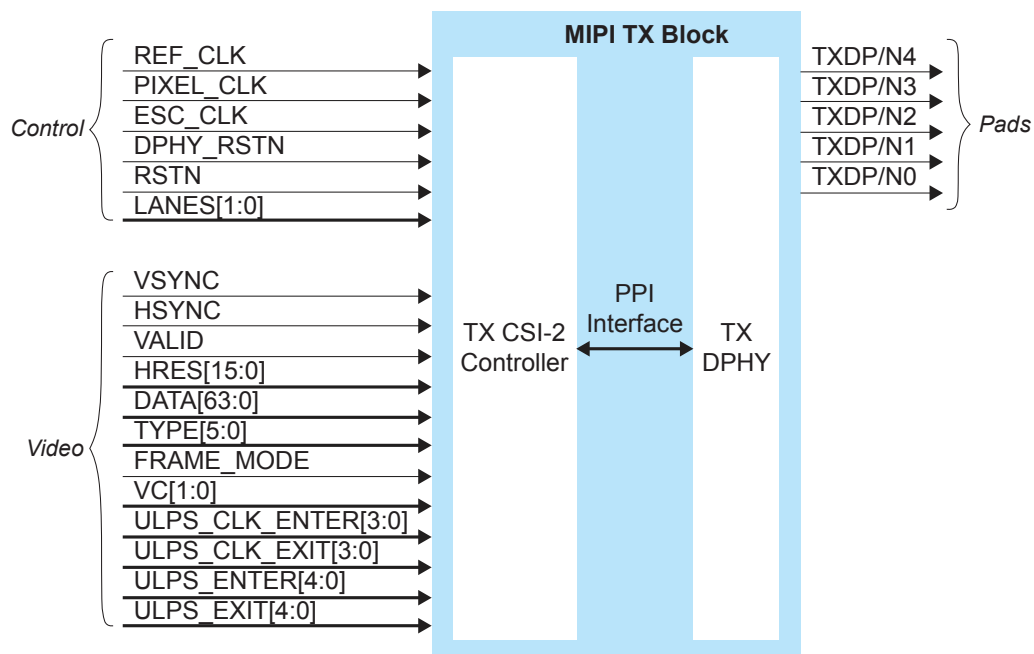 MIPI TX Block
Control
REF_CLK
PIXEL_CLK
ESC_CLK
DPHY_RSTN
RSTN
LANES[1:0]
Video
VSYNC
HSYNC
VALID
HRES[15:0]
DATA[63:0]
TYPE[5:0]
FRAME_MODE
VC[1:0]
ULPS_CLK_ENTER[3:0]
ULPS_CLK_EXIT[3:0]
ULPS_ENTER[4:0]
ULPS_EXIT[4:0]
TX CSI-2
Controller
PPI
Interface
TX
DPHY
TXDP/N4
TXDP/N3
TXDP/N2
TXDP/N1
TXDP/N0
Pads